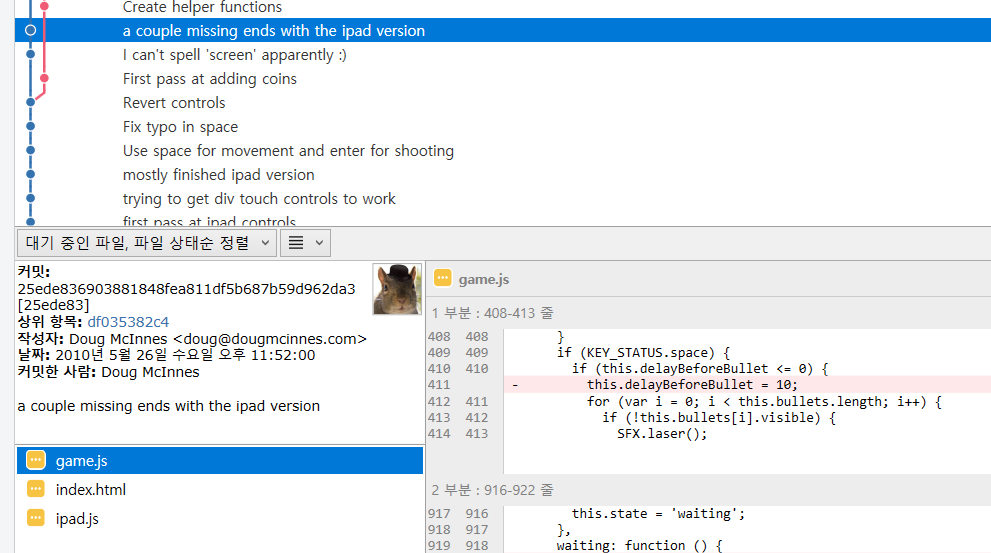 Create helper functions
a couple missing ends with the ipad version
I can't spell 'screen' apparently :)
First pass at adding coins
Revert controls
Fix typo in space
Use space for movement and enter for shooting
mostly finished ipad version
trying to get div touch controls to work
first pass at ipad controls
대기 중인 파일, 파일 상태순 정렬
커밋:
25ede836903881848fea811df5b687b59d962da3
[25ede83]
상위 항목: df035382c4
작성자: Doug McInnes <doug@dougmcinnes.com>
날짜: 2010년 5월 26일 수요일 오후 11:52:00
커밋한 사람: Doug McInnes
a couple missing ends with the ipad version
game.js
index.html
ipad.js
game.js
1 부분 : 408-413 줄
408 408 }
409 409 if (KEY_STATUS.space) {
410 410 if (this.delayBeforeBullet <= 0) {
411 - this.delayBeforeBullet = 10;
412 411 for (var i = 0; i < this.bullets.length; i++) {
413 412 if (!this.bullets[i].visible) {
414 413 SFX.laser();
2 부분 : 916-922 줄
917 916 this.state = 'waiting';
918 917 },
919 918 waiting: function () {